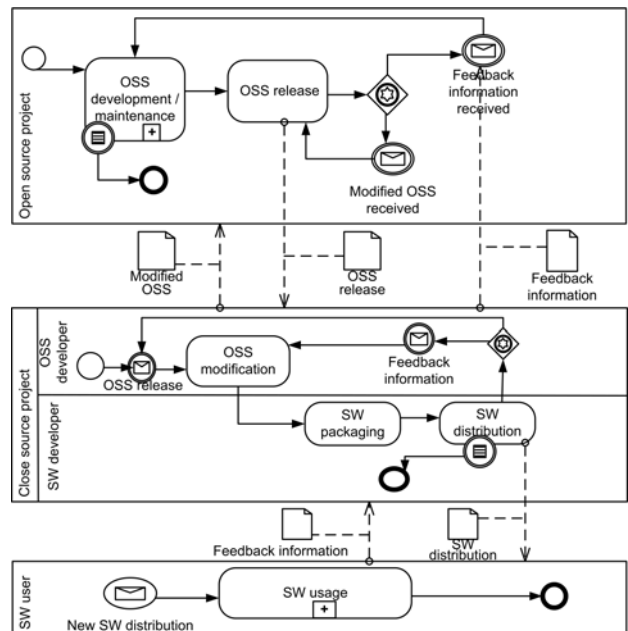 Open source project
OSS
development /
maintenance
+
OSS release
Feedback
information
received
Modified OSS
received
Modified
OSS
OSS
release
Feedback
information
Close source project
OSS
developer
OSS release
OSS
modification
Feedback
information
SW developer
SW
packaging
SW
distribution
Feedback information
SW
distribution
SW user
New SW distribution
SW usage
+